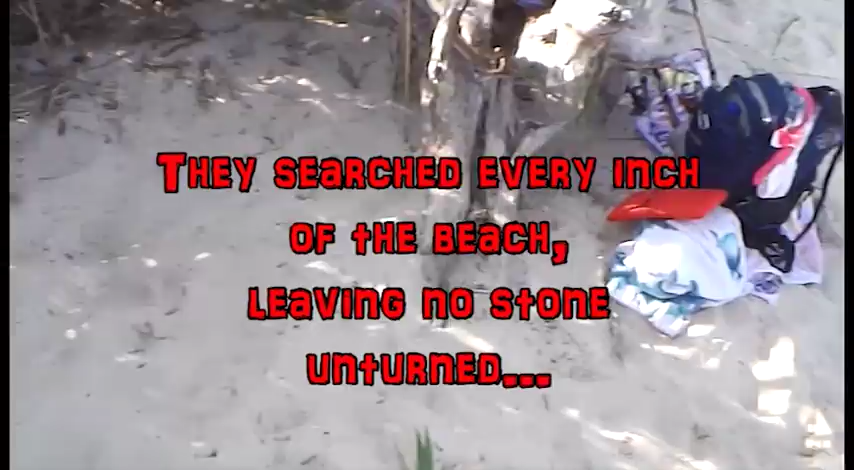 They searched every inch
of the beach,
leaving no stone
unturned...